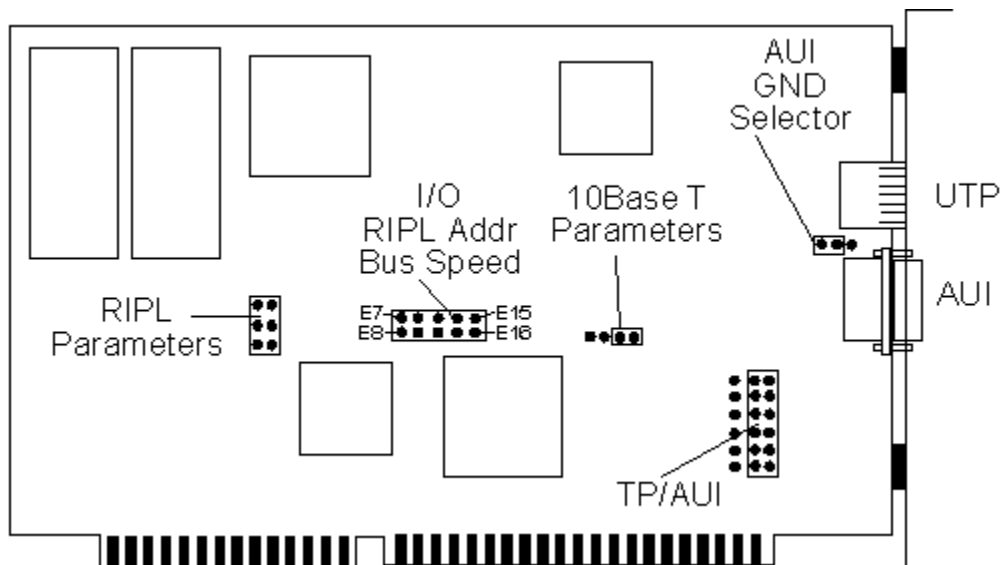 AUI
GND
Selector
I/O
RIPL Addr
Bus Speed
10Base T
Parameters
UTP
AUI
RIPL
Parameters
E7
E15
E8
E16
TP/AUI